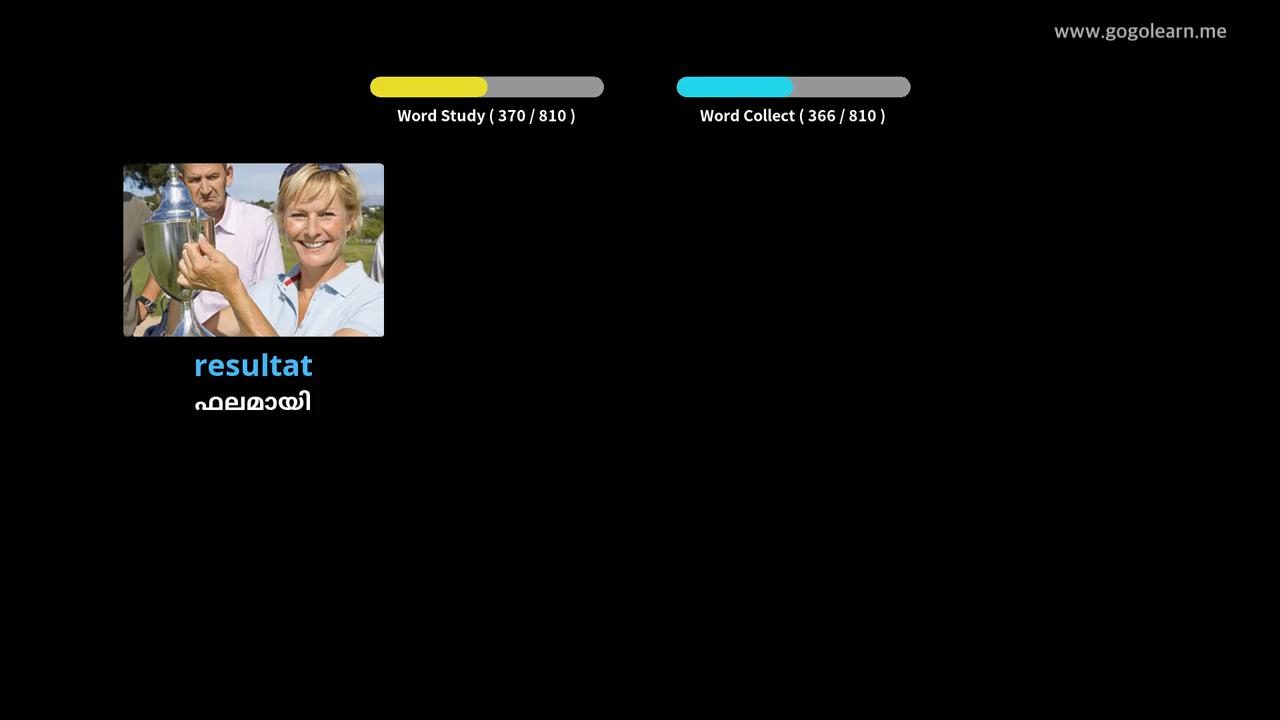 www.gogolearn.me
Word Study ( 370 / 810 )
Word Collect ( 366 / 810 )
resultat
ഫലമായി